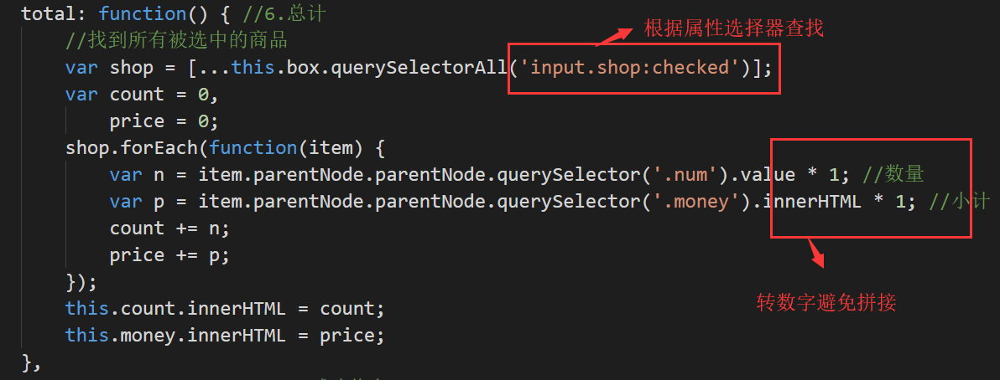 total: function() { //6.总计
根据属性选择器查找
//找到所有被选中的商品
var shop = [...this.box.querySelectorAll('input.shop:checked')];
var count = 0,
price = 0;
shop.forEach(function(item) {
var n = item.parentNode.parentNode.querySelector('.num').value * 1; //数量
var p = item.parentNode.parentNode.querySelector('.money').innerHTML * 1; //小计
count += n;
price += p;
});
转数字避免拼接
this.count.innerHTML = count;
this.money.innerHTML = price;
},